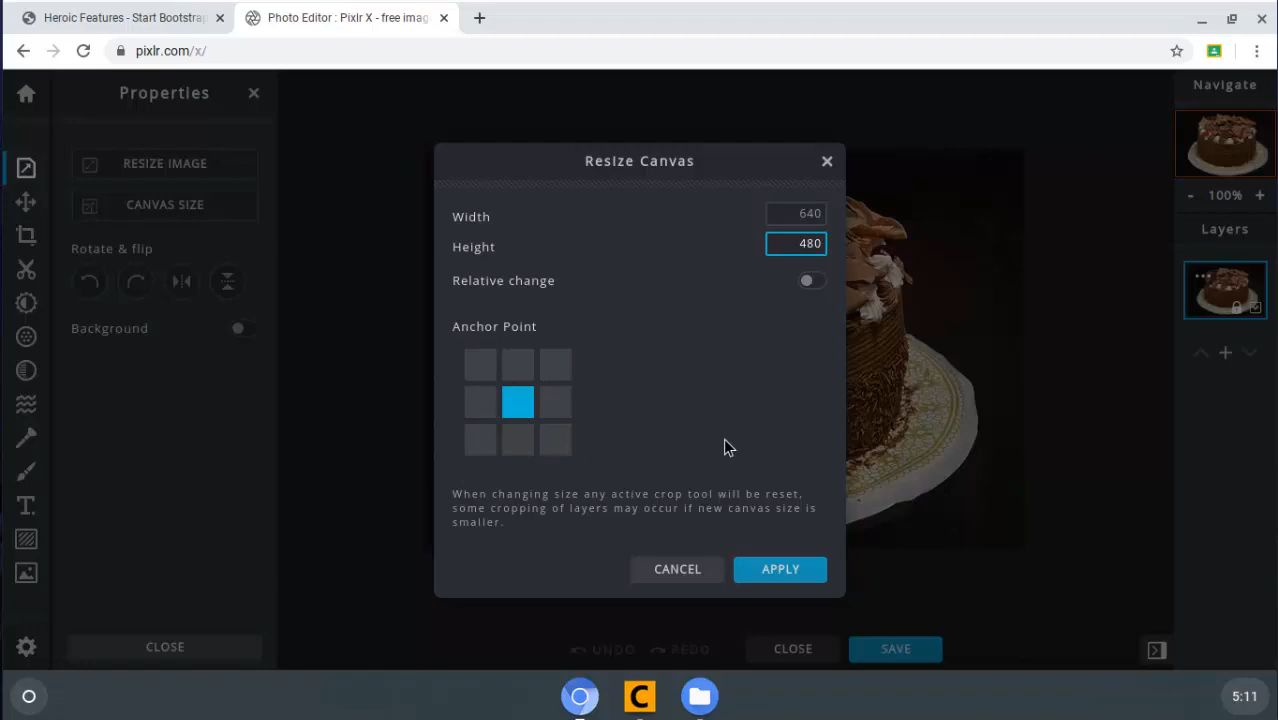 Heroic Features - Start Bootstrap
Photo Editor : Pixlr X - free imag
pixlr.com/x/
Properties
Navigate
RESIZE IMAGE
CANVAS SIZE
Rotate & flip
Background
CLOSE
Resize Canvas
Width 640
Height 480
Relative change
Anchor Point
When changing size any active crop tool will be reset,
some cropping of layers may occur if new canvas size is
smaller.
CANCEL APPLY
- 100% +
Layers
UNDO REDO CLOSE SAVE
C
5:11